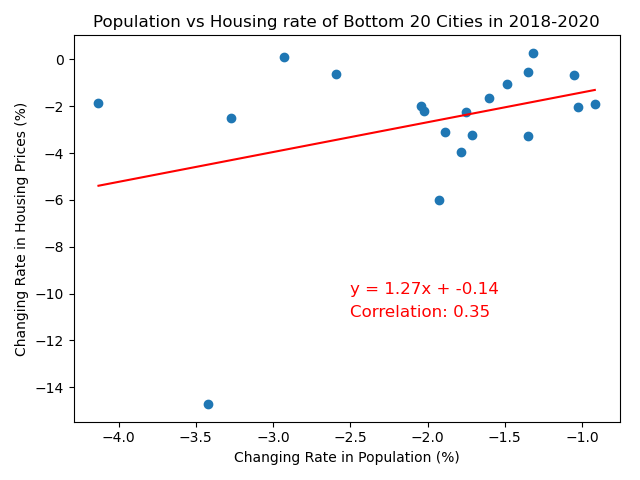 Population vs Housing rate of Bottom 20 Cities in 2018-2020
Changing Rate in Housing Prices (%)
0
−2
−4
−6
−8
−10
−12
−14
y = 1.27x + -0.14
Correlation: 0.35
−4.0 −3.5 −3.0 −2.5 −2.0 −1.5 −1.0
Changing Rate in Population (%)